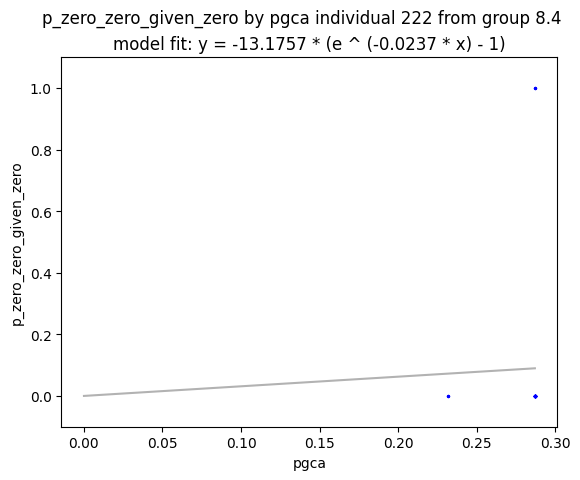 p_zero_zero_given_zero by pgca individual 222 from group 8.4
model fit: y = -13.1757 * (e ^ (-0.0237 * x) - 1)
1.0
0.8
0.6
0.4
0.2
0.0
p_zero_zero_given_zero
0.00 0.05 0.10 0.15 0.20 0.25 0.30
pgca